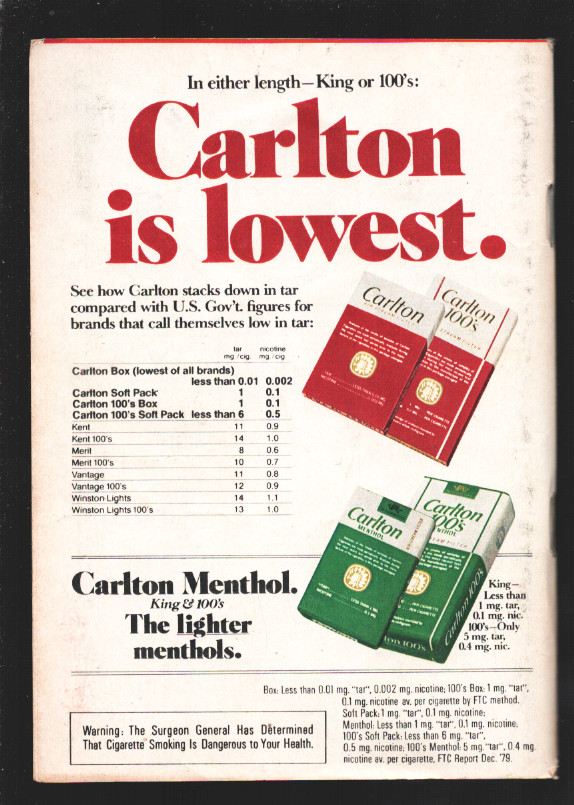 In either length—King or 100's:
Carlton
is lowest.
See how Carlton stacks down in tar
compared with U.S. Gov't. figures for
brands that call themselves low in tar:
tar nicotine
mg./cig. mg./cig.
Carlton Box (lowest of all brands)
less than 0.01 0.002
Carlton Soft Pack 1 0.1
Carlton 100's Box 1 0.1
Carlton 100's Soft Pack less than 6 0.5
Kent 11 0.9
Kent 100's 14 1.0
Merit 8 0.6
Merit 100's 10 0.7
Vantage 11 0.8
Vantage 100's 12 0.9
Winston Lights 14 1.1
Winston Lights 100's 13 1.0
Carlton
Carlton
100's
Carlton
MENTHOL
Carlton
100's
MENTHOL
Carlton 100's
Carlton Menthol.
King & 100's
The lighter
menthols.
King—
Less than
1 mg. tar,
0.1 mg. nic.
100's—Only
5 mg. tar,
0.4 mg. nic.
Box: Less than 0.01 mg. "tar", 0.002 mg. nicotine; 100's Box: 1 mg. "tar",
0.1 mg. nicotine av. per cigarette by FTC method.
Soft Pack: 1 mg. "tar", 0.1 mg. nicotine;
Menthol: Less than 1 mg. "tar", 0.1 mg. nicotine;
100's Soft Pack: Less than 6 mg. "tar",
0.5 mg. nicotine; 100's Menthol: 5 mg. "tar", 0.4 mg.
nicotine av. per cigarette, FTC Report Dec. '79.
Warning: The Surgeon General Has Determined
That Cigarette Smoking Is Dangerous to Your Health.